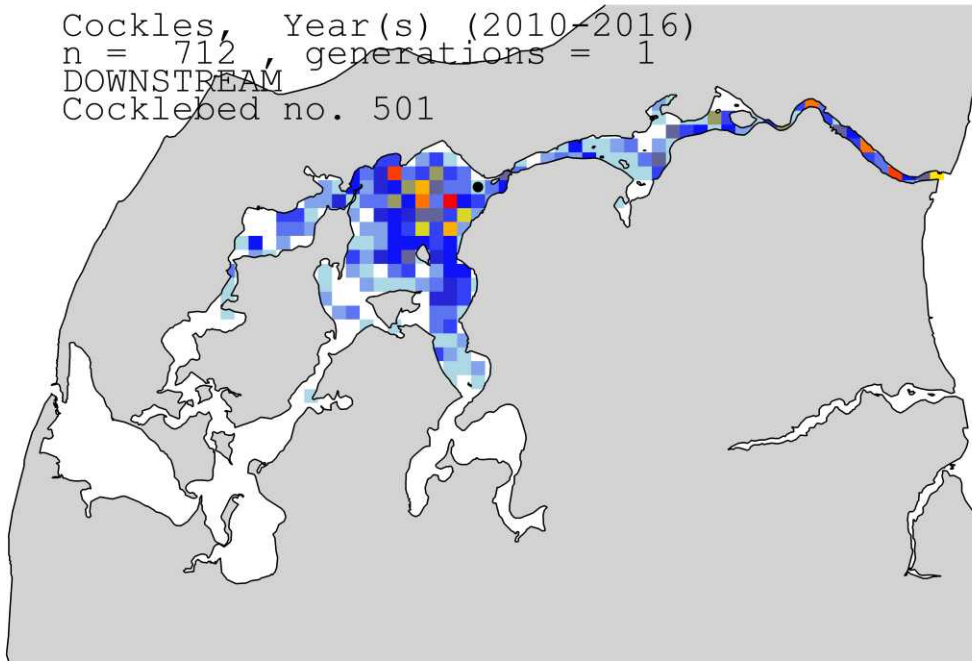 Cockles, Year(s) (2010-2016)
n = 712 , generations = 1
DOWNSTREAM
Cocklebed no. 501